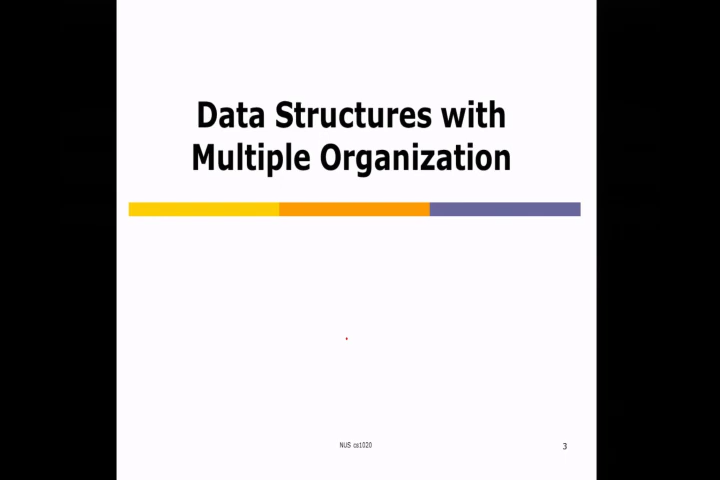 Data Structures with
Multiple Organization
NUS cs1020
3